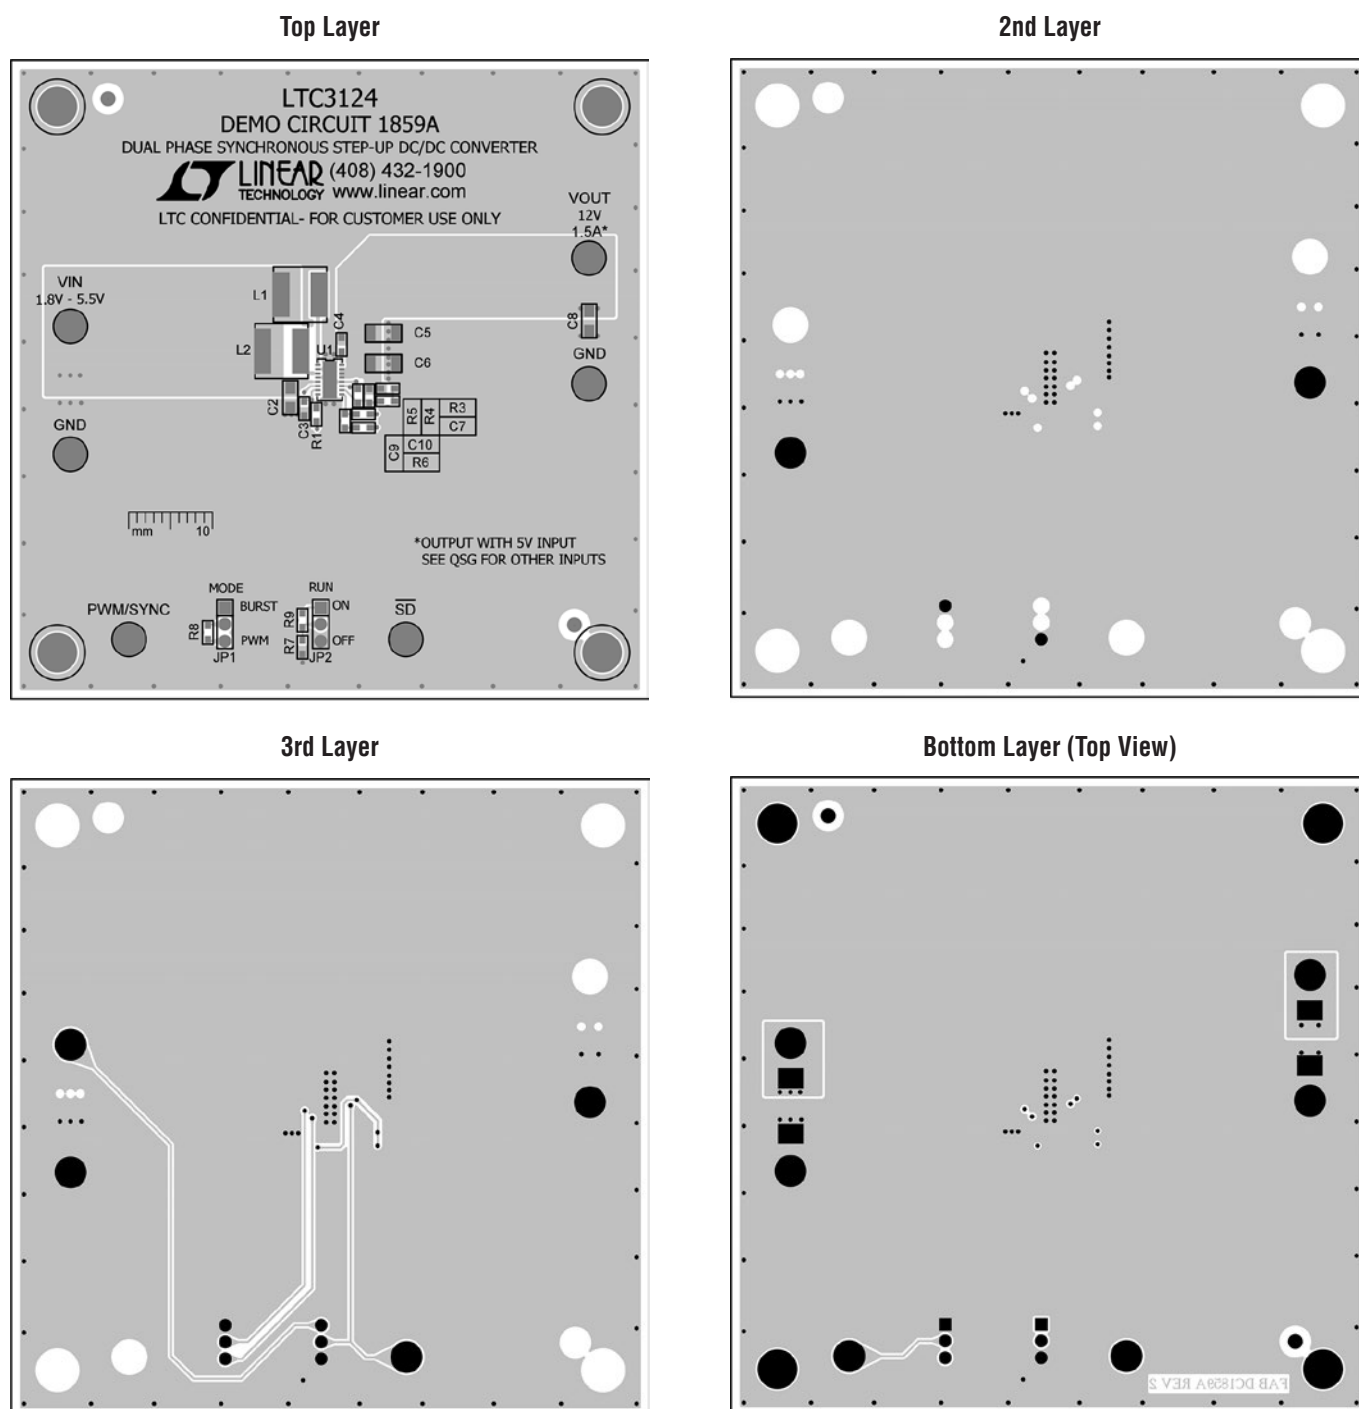 Top Layer
2nd Layer
LTC3124
DEMO CIRCUIT 1859A
DUAL PHASE SYNCHRONOUS STEP-UP DC/DC CONVERTER
LINEAR (408) 432-1900
TECHNOLOGY www.linear.com
LTC CONFIDENTIAL- FOR CUSTOMER USE ONLY
VOUT
12V
1.5A*
VIN
1.8V - 5.5V
L1
C4
C5
C8
L2
U1
C6
GND
C2
C3
R1
R5
R4
R3
C7
GND
C9
C10
R6
mm 10
*OUTPUT WITH 5V INPUT
SEE QSG FOR OTHER INPUTS
MODE
RUN
PWM/SYNC
BURST
R9
ON
SD
R8
PWM
R7
OFF
JP1
JP2
3rd Layer
Bottom Layer (Top View)
FAB DC1859A REV 2